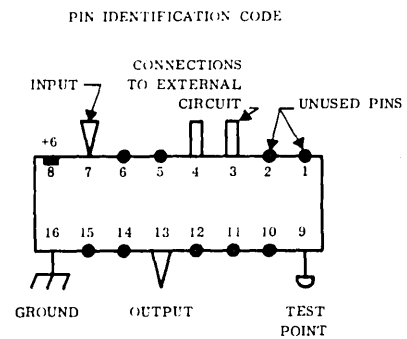 PIN IDENTIFICATION CODE
CONNECTIONS
INPUT TO EXTERNAL
CIRCUIT UNUSED PINS
+6
8 7 6 5 4 3 2 1
16 15 14 13 12 11 10 9
GROUND OUTPUT TEST
POINT